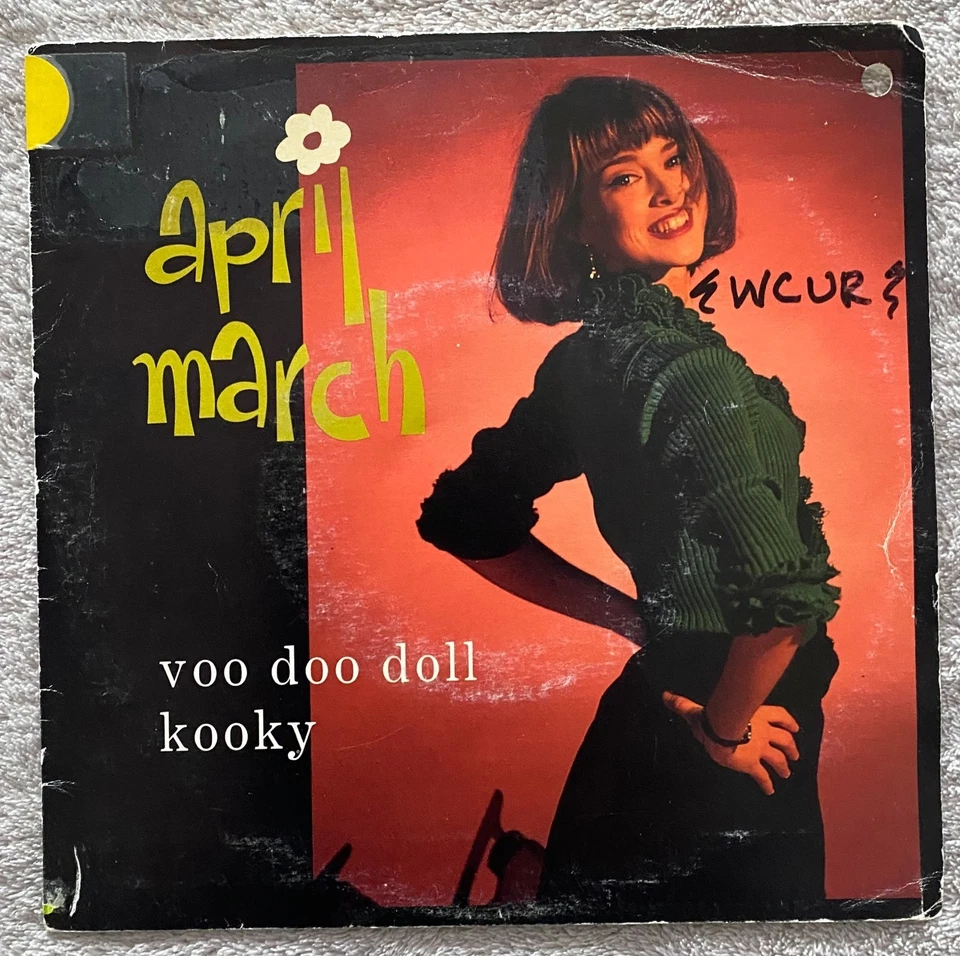 april
march
{ WCUR }
voo doo doll
kooky